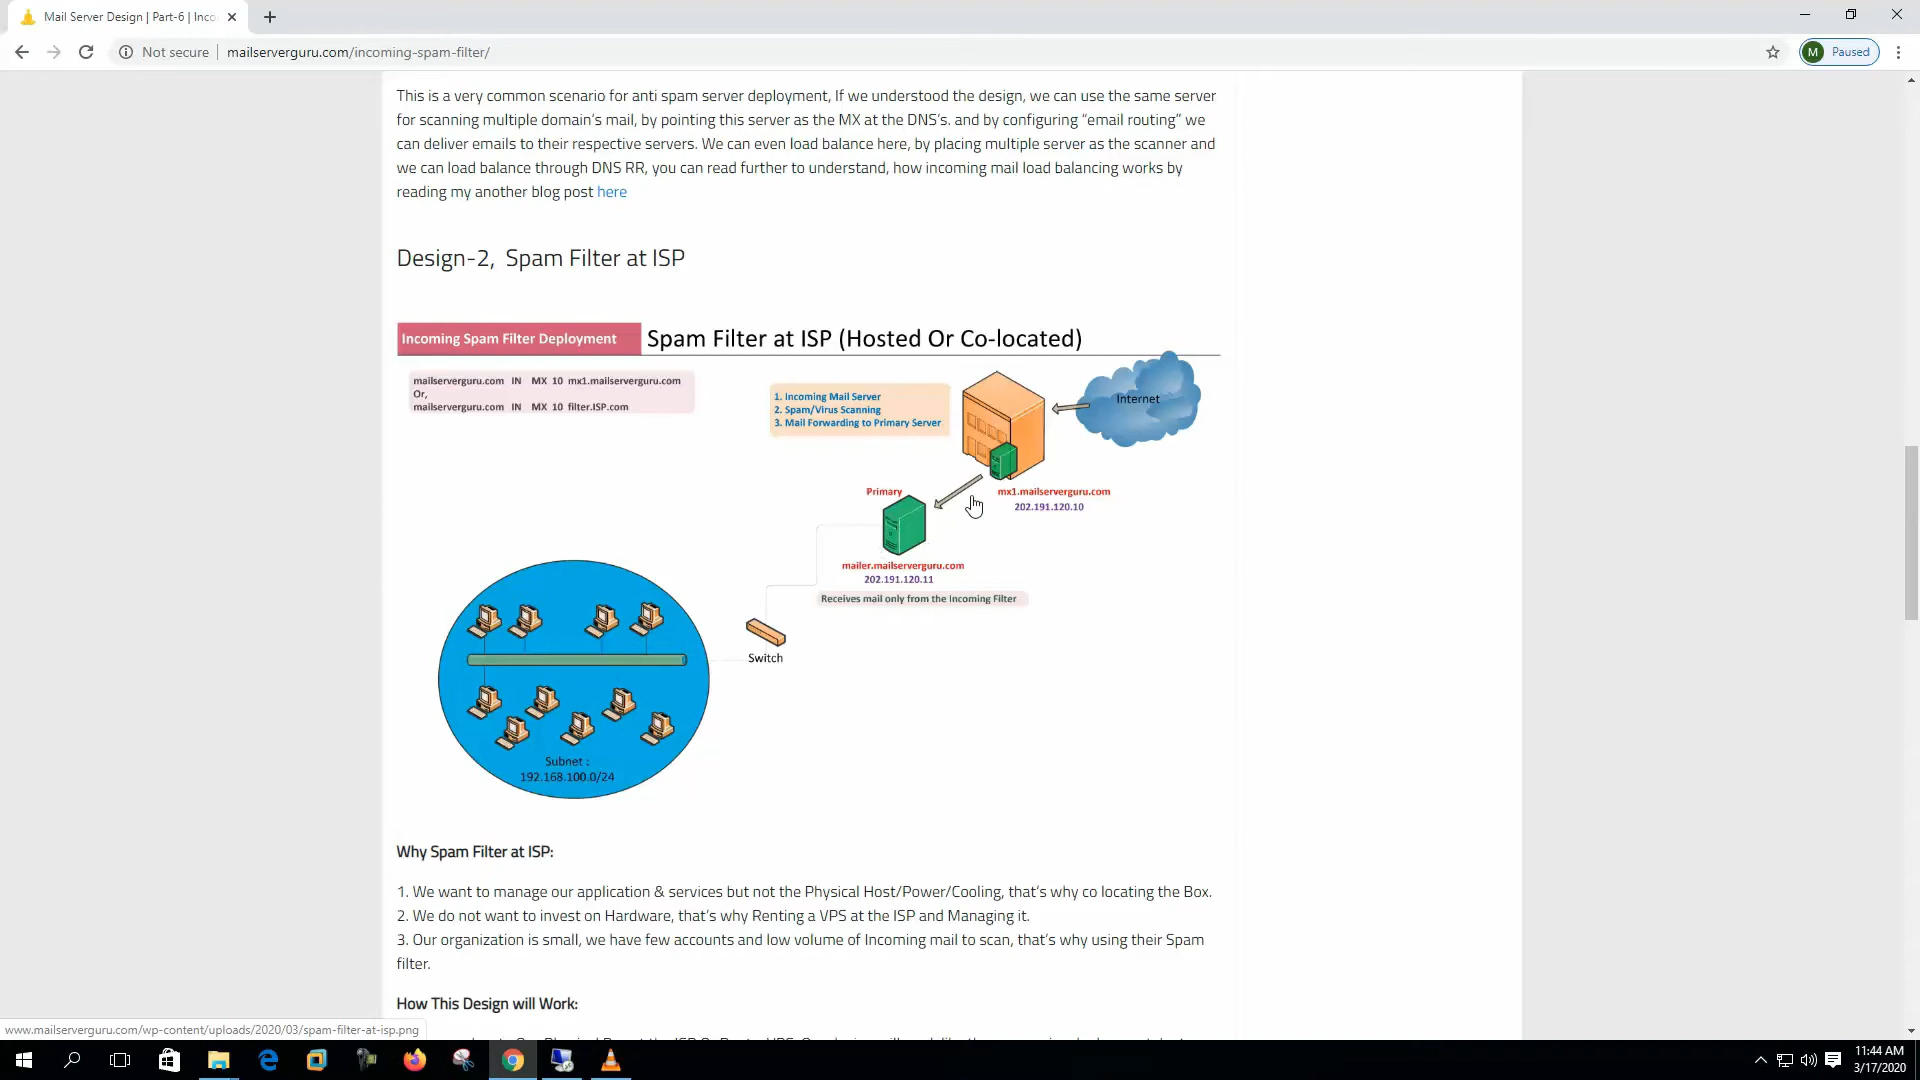 Mail Server Design | Part-6 | Inco
Not secure
mailserverguru.com/incoming-spam-filter/
M Paused
This is a very common scenario for anti spam server deployment, If we understood the design, we can use the same server
for scanning multiple domain's mail, by pointing this server as the MX at the DNS's. and by configuring “email routing” we
can deliver emails to their respective servers. We can even load balance here, by placing multiple server as the scanner and
we can load balance through DNS RR, you can read further to understand, how incoming mail load balancing works by
reading my another blog post here
Design-2, Spam Filter at ISP
Incoming Spam Filter Deployment
Spam Filter at ISP (Hosted Or Co-located)
mailserverguru.com IN MX 10 mx1.mailserverguru.com
Or,
mailserverguru.com IN MX 10 filter.ISP.com
1. Incoming Mail Server
2. Spam/Virus Scanning
3. Mail Forwarding to Primary Server
Internet
Primary
mx1.mailserverguru.com
202.191.120.10
mailer.mailserverguru.com
202.191.120.11
Receives mail only from the Incoming Filter
Switch
Subnet :
192.168.100.0/24
Why Spam Filter at ISP:
1. We want to manage our application & services but not the Physical Host/Power/Cooling, that's why co locating the Box.
2. We do not want to invest on Hardware, that's why Renting a VPS at the ISP and Managing it.
3. Our organization is small, we have few accounts and low volume of Incoming mail to scan, that's why using their Spam
filter.
How This Design will Work:
www.mailserverguru.com/wp-content/uploads/2020/03/spam-filter-at-isp.png
11:44 AM
3/17/2020